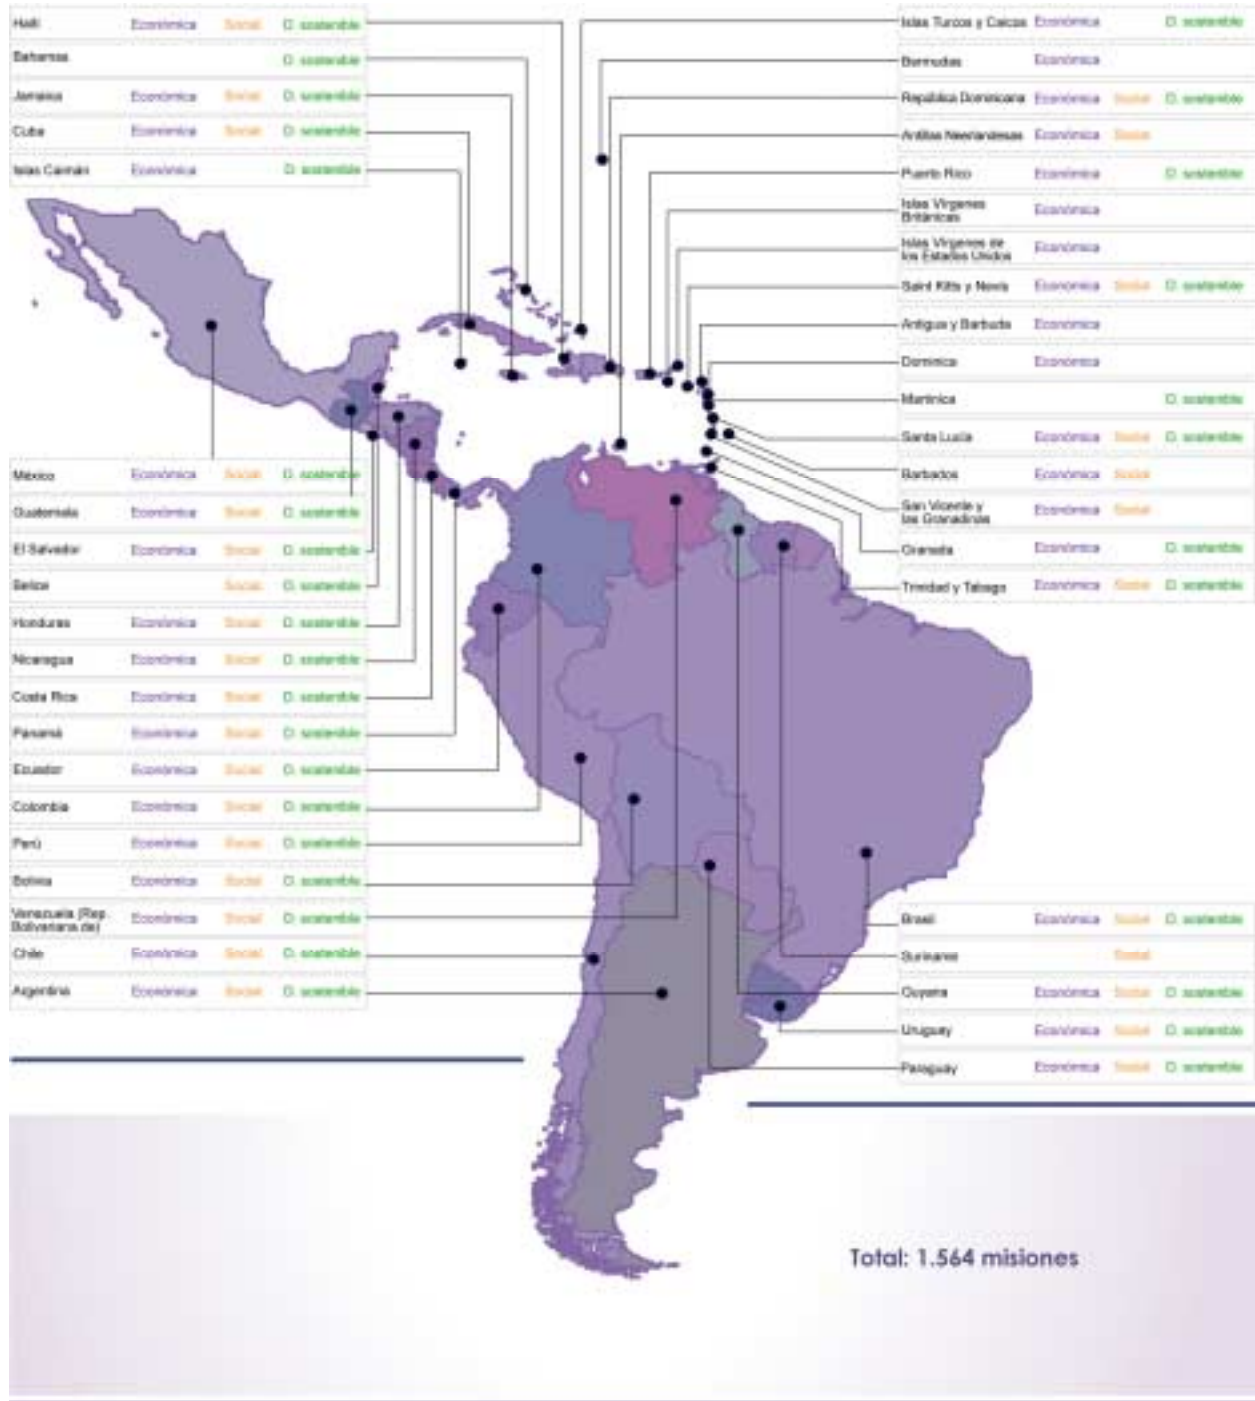 Haití Económica Social D. sostenible
Bahamas D. sostenible
Jamaica Económica Social D. sostenible
Cuba Económica Social D. sostenible
Islas Caimán Económica D. sostenible
México Económica Social D. sostenible
Guatemala Económica Social D. sostenible
El Salvador Económica Social D. sostenible
Belice Social D. sostenible
Honduras Económica Social D. sostenible
Nicaragua Económica Social D. sostenible
Costa Rica Económica Social D. sostenible
Panamá Económica Social D. sostenible
Ecuador Económica Social D. sostenible
Colombia Económica Social D. sostenible
Perú Económica Social D. sostenible
Bolivia Económica Social D. sostenible
Venezuela (Rep.
Bolivariana de) Económica Social D. sostenible
Chile Económica Social D. sostenible
Argentina Económica Social D. sostenible
Islas Turcos y Caicos Económica D. sostenible
Bermudas Económica
República Dominicana Económica Social D. sostenible
Antillas Neerlandesas Económica Social
Puerto Rico Económica D. sostenible
Islas Vírgenes
Británicas Económica
Islas Vírgenes de
los Estados Unidos Económica
Saint Kitts y Nevis Económica Social D. sostenible
Antigua y Barbuda Económica
Dominica Económica
Martinica D. sostenible
Santa Lucía Económica Social D. sostenible
Barbados Económica Social
San Vicente y
las Granadinas Económica Social
Granada Económica D. sostenible
Trinidad y Tabago Económica Social D. sostenible
Brasil Económica Social D. sostenible
Suriname Social
Guyana Económica Social D. sostenible
Uruguay Económica Social D. sostenible
Paraguay Económica Social D. sostenible
Total: 1.564 misiones